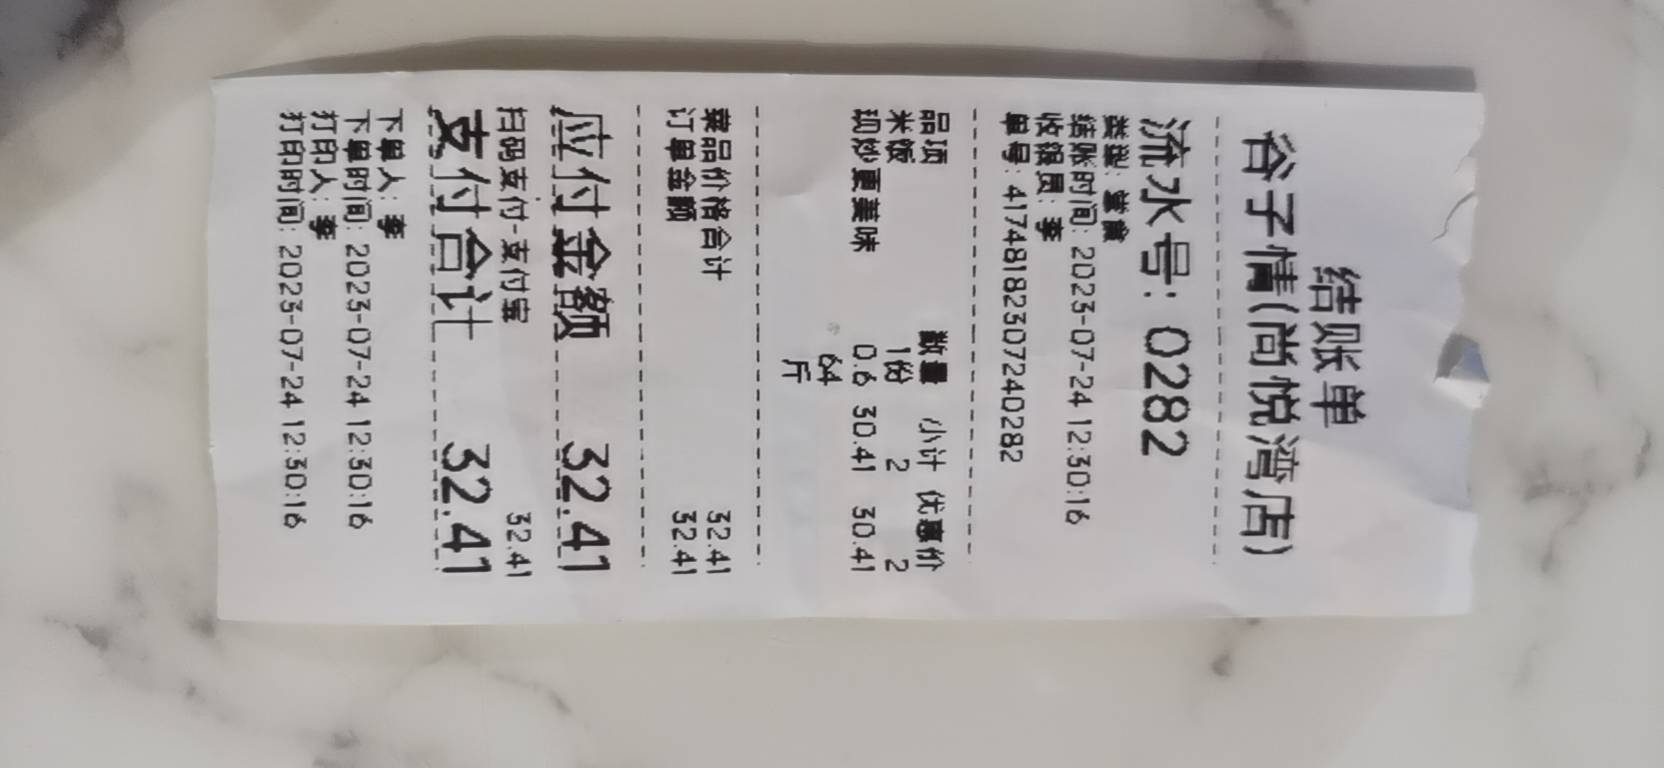 结账单
谷子情(尚悦湾店)
流水号: 0282
类型: 堂食
结账时间: 2023-07-24 12:30:16
收银员: 李
单号: 41748182307240282
品项 数量 小计 优惠价
米饭 1份 2 2
现炒更美味 0.6 30.41 30.41
64
斤
菜品价格合计 32.41
订单金额 32.41
应付金额 32.41
扫码支付-支付宝 32.41
支付合计 32.41
下单人: 李
下单时间: 2023-07-24 12:30:16
打印人: 李
打印时间: 2023-07-24 12:30:16